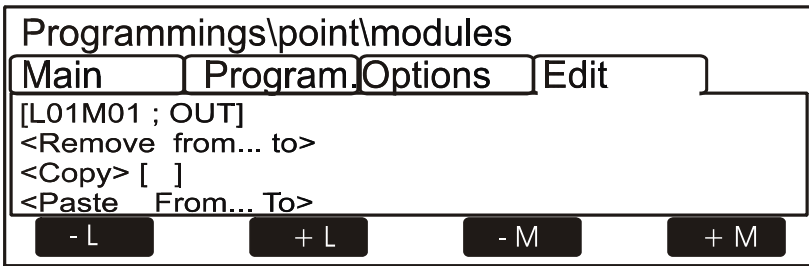 Programmings\point\modules
Main Program. Options Edit
[L01M01 ; OUT]
<Remove from... to>
<Copy> [ ]
<Paste From... To>
- L + L - M + M